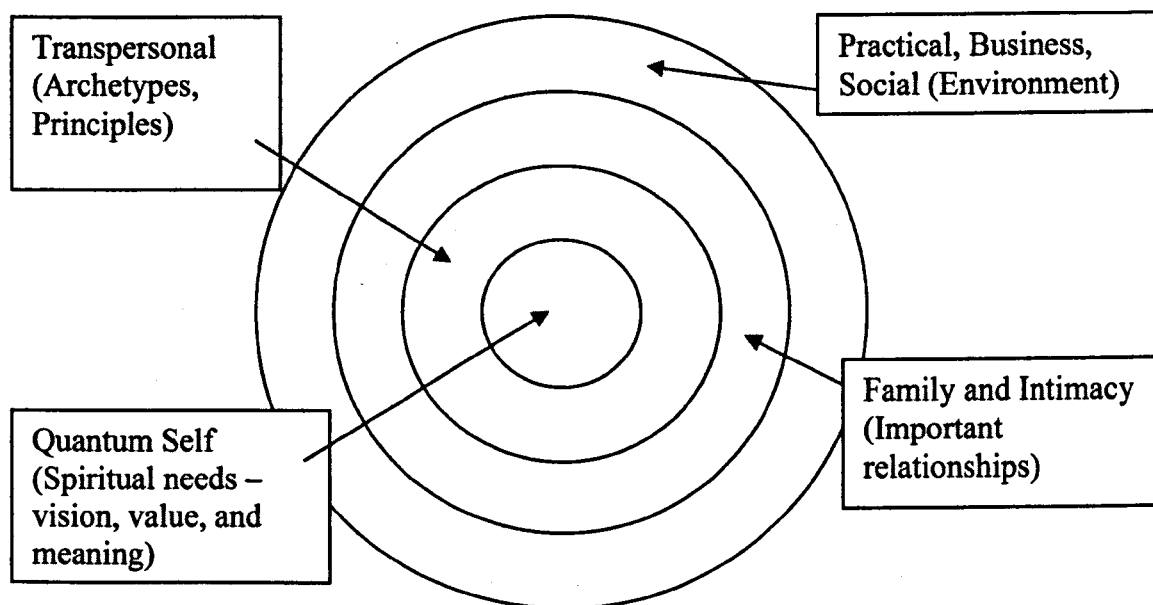 Transpersonal
(Archetypes,
Principles)
Practical, Business,
Social (Environment)
Quantum Self
(Spiritual needs –
vision, value, and
meaning)
Family and Intimacy
(Important
relationships)